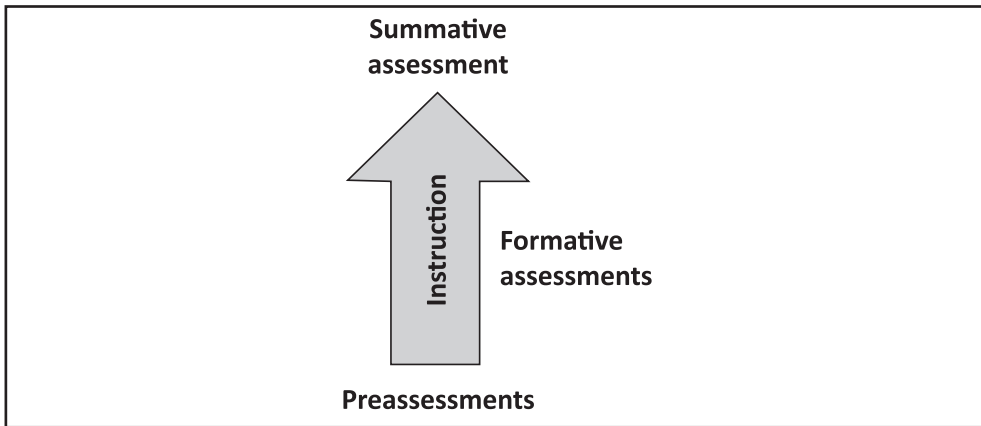 Summative
assessment
Instruction
Formative
assessments
Preassessments